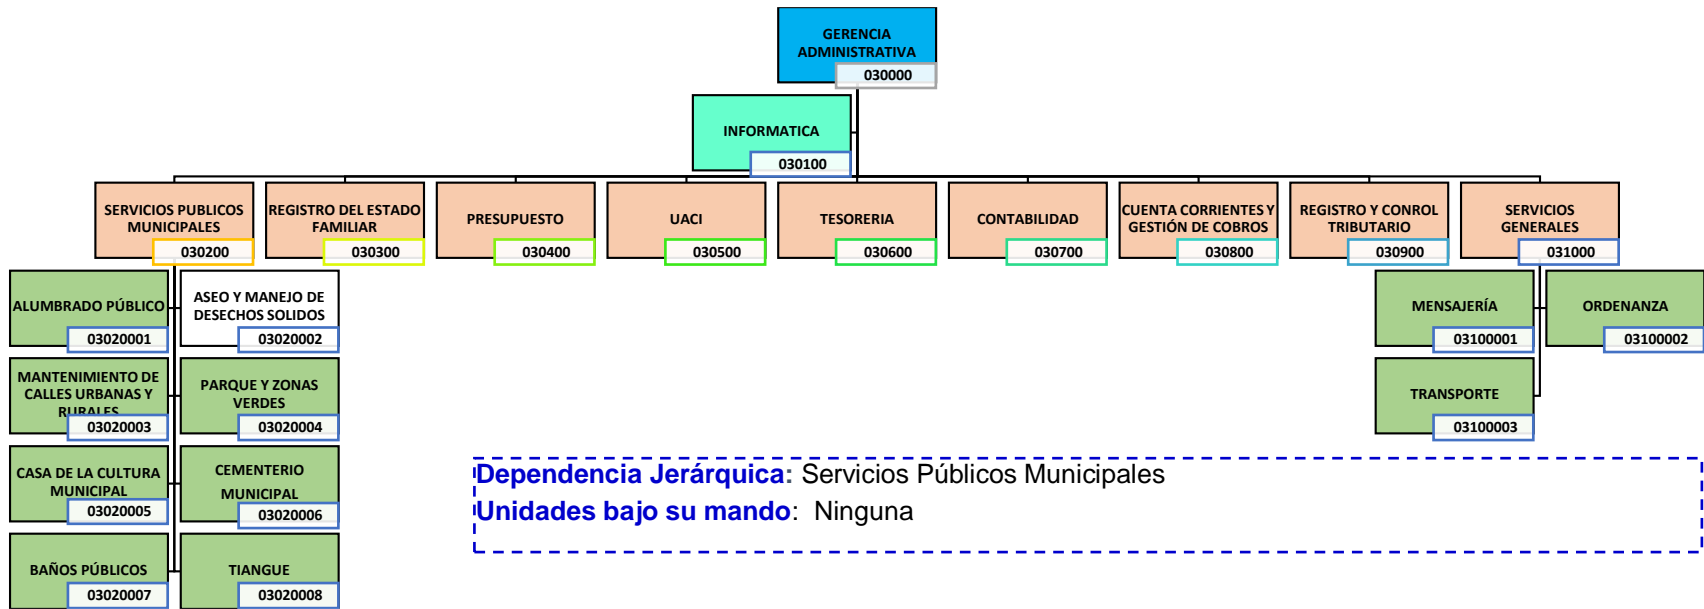 GERENCIA
ADMINISTRATIVA
030000
INFORMATICA
030100
SERVICIOS PUBLICOS
MUNICIPALES
030200
REGISTRO DEL ESTADO
FAMILIAR
030300
PRESUPUESTO
030400
UACI
030500
TESORERIA
030600
CONTABILIDAD
030700
CUENTA CORRIENTES Y
GESTIÓN DE COBROS
030800
REGISTRO Y CONROL
TRIBUTARIO
030900
SERVICIOS
GENERALES
031000
ALUMBRADO PÚBLICO
03020001
ASEO Y MANEJO DE
DESECHOS SOLIDOS
03020002
MANTENIMIENTO DE
CALLES URBANAS Y
RURALES
03020003
PARQUE Y ZONAS
VERDES
03020004
CASA DE LA CULTURA
MUNICIPAL
03020005
CEMENTERIO
MUNICIPAL
03020006
BAÑOS PÚBLICOS
03020007
TIANGUE
03020008
MENSAJERÍA
03100001
ORDENANZA
03100002
TRANSPORTE
03100003
Dependencia Jerárquica: Servicios Públicos Municipales
Unidades bajo su mando: Ninguna